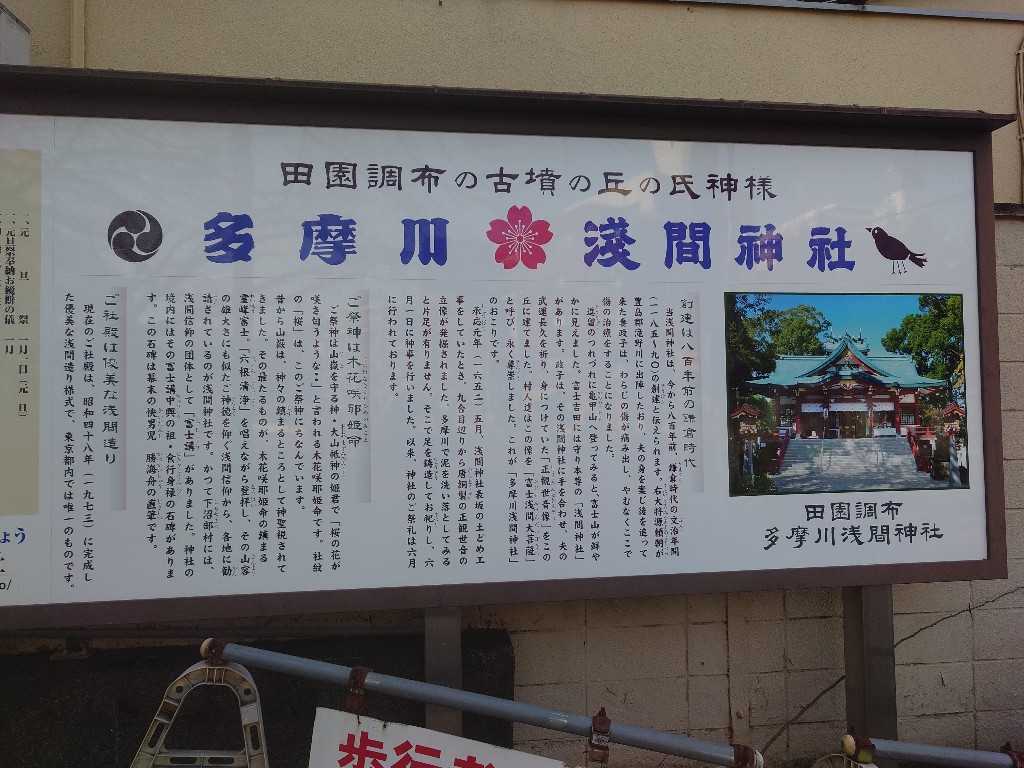 田園調布の古墳の丘の氏神様
多摩川淺間神社
創建は八百年前の鎌倉時代
当浅間神社は、今から八百年前、鎌倉時代の文治年間
(一一八五〜九〇)の創建と伝えられます。右大将源頼朝が
豊島郡滝野川に出陣したおり、夫の身を案じ後を追って
来た妻政子は、わらじの傷が痛み出し、やむなくここで
傷の治療をすることになりました。
逗留のつれづれに亀甲山へ登ってみると、富士山が鮮や
かに見えました。富士吉田には守り本尊の「浅間神社」
があります。政子は、その浅間神社に手を合わせ、夫の
武運長久を祈り、身につけていた「正観世音像」をこの
丘に建てました。村人達はこの像を「富士浅間大菩薩」
と呼び、永く尊崇しました。これが「多摩川浅間神社」
のおこりです。
承応元年(一六五二)五月、浅間神社表坂の土どめ工
事をしていたとき、九合目辺りから唐銅製の正観世音の
立像が発掘されました。多摩川で泥を洗い落としてみる
と片足が有りません。そこで足を鋳造してお祀りし、六
月一日に神事を行いました。以来、神社のご祭礼は六月
に行われております。
ご祭神は木花咲耶姫命
ご祭神は山嶽を司る神・大山祇神の姫君で「桜の花が
咲き匂うような・」と言われる木花咲耶姫命です。社紋
の「桜」は、このご祭神にちなんでいます。
昔から山嶽は、神々の鎮まるところとして神聖視されて
きました。その最たるものが、木花咲耶姫命の鎮まる
霊峰富士。「六根清浄」を唱えながら登拝し、その山容
の雄大さにも似たご神徳を仰ぐ浅間信仰から、各地に勧
請されているのが浅間神社です。かつて下沼部村には、
浅間信仰の団体として「富士講」がありました。神社の
境内にはその富士講中興の祖・食行身禄の石碑がありま
す。この石碑は幕末の快男児 勝海舟の直筆です。
ご社殿は優美な浅間造り
現在のご社殿は、昭和四十八年(一九七三)に完成し
た優美な浅間造り様式で、東京都内では唯一のものです。
田園調布
多摩川浅間神社
一、元旦祭 一月一日(元旦)
一、元旦祭奉納お鏡餅の儀 一月
ょう
o/
歩行者